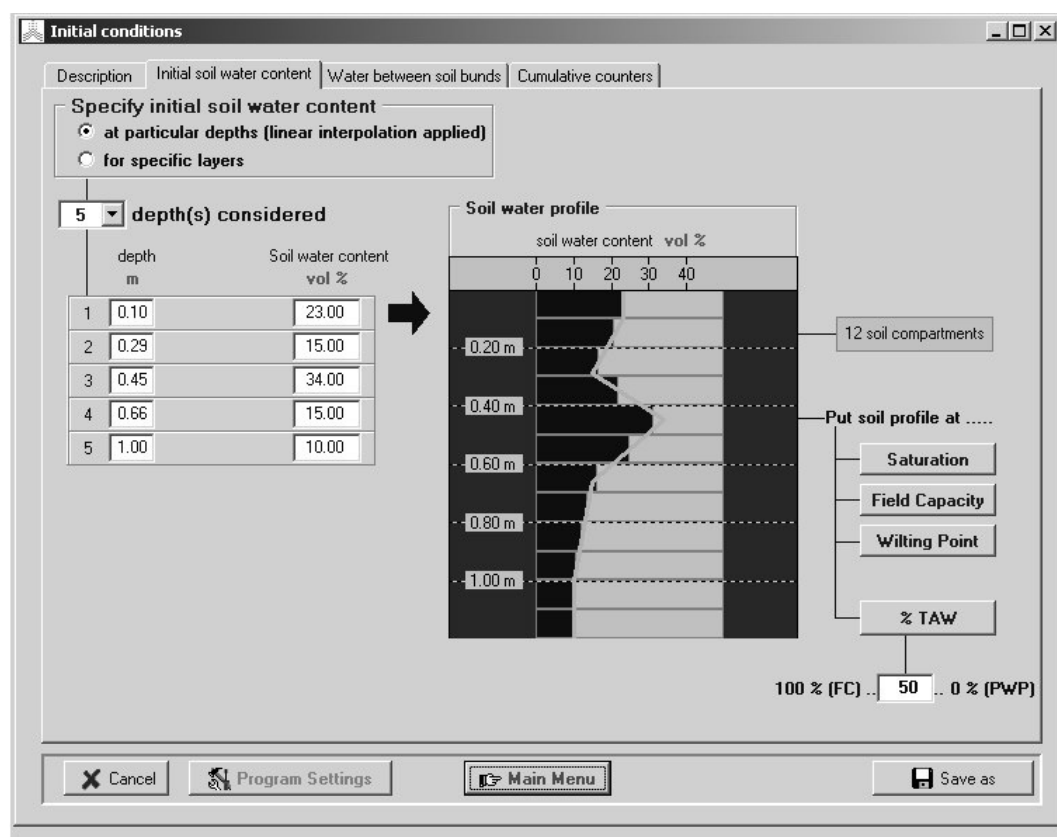 Initial conditions
Description
Initial soil water content
Water between soil bunds
Cumulative counters
Specify initial soil water content
at particular depths (linear interpolation applied)
for specific layers
5 depth(s) considered
depth Soil water content
m vol %
1 0.10 23.00
2 0.29 15.00
3 0.45 34.00
4 0.66 15.00
5 1.00 10.00
Soil water profile
soil water content vol %
0 10 20 30 40
0.20 m
0.40 m
0.60 m
0.80 m
1.00 m
12 soil compartments
Put soil profile at .....
Saturation
Field Capacity
Wilting Point
% TAW
100 % (FC) .. 50 .. 0 % (PWP)
Cancel
Program Settings
Main Menu
Save as